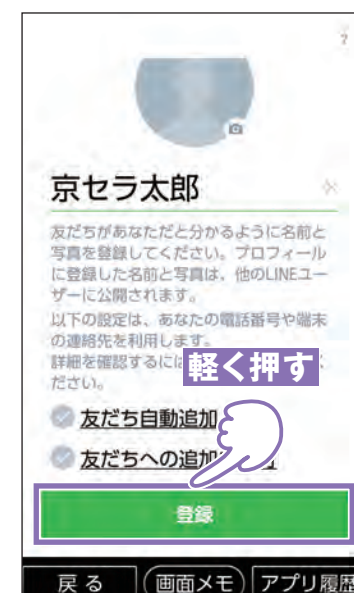 ?
京セラ太郎
友だちがあなただと分かるように名前と
写真を登録してください。プロフィール
に登録した名前と写真は、他のLINEユー
ザーに公開されます。
以下の設定は、あなたの電話番号や端末
の連絡先を利用します。
詳細を確認するには
軽く押す
ださい。
友だち自動追加
友だちへの追加
登録
戻る
画面メモ
アプリ履歴